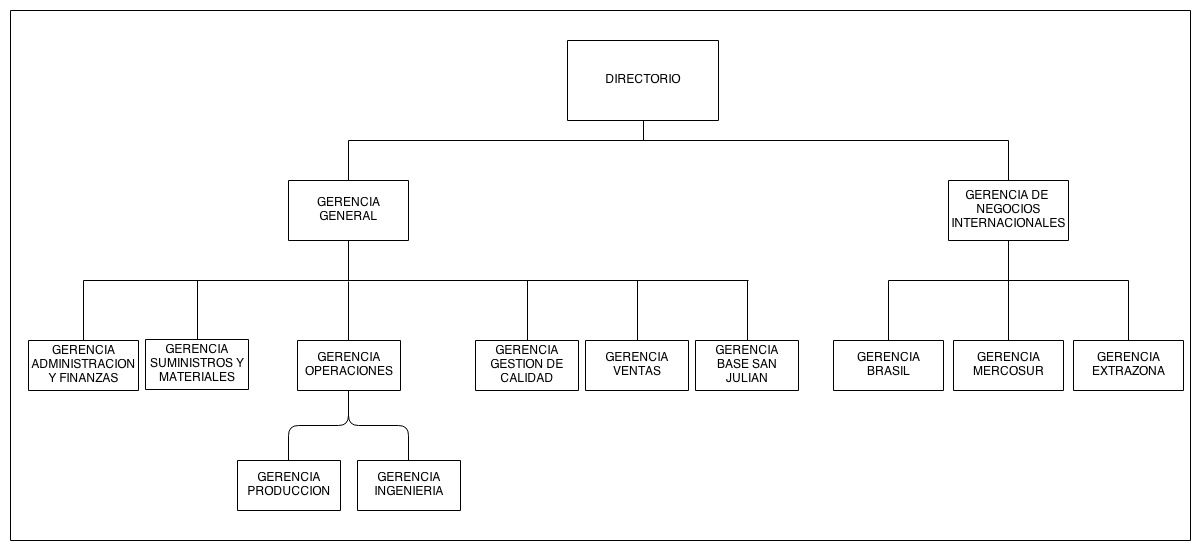 DIRECTORIO
GERENCIA
GENERAL
GERENCIA DE
NEGOCIOS
INTERNACIONALES
GERENCIA
ADMINISTRACION
Y FINANZAS
GERENCIA
SUMINISTROS Y
MATERIALES
GERENCIA
OPERACIONES
GERENCIA
GESTION DE
CALIDAD
GERENCIA
VENTAS
GERENCIA
BASE SAN
JULIAN
GERENCIA
BRASIL
GERENCIA
MERCOSUR
GERENCIA
EXTRAZONA
GERENCIA
PRODUCCION
GERENCIA
INGENIERIA